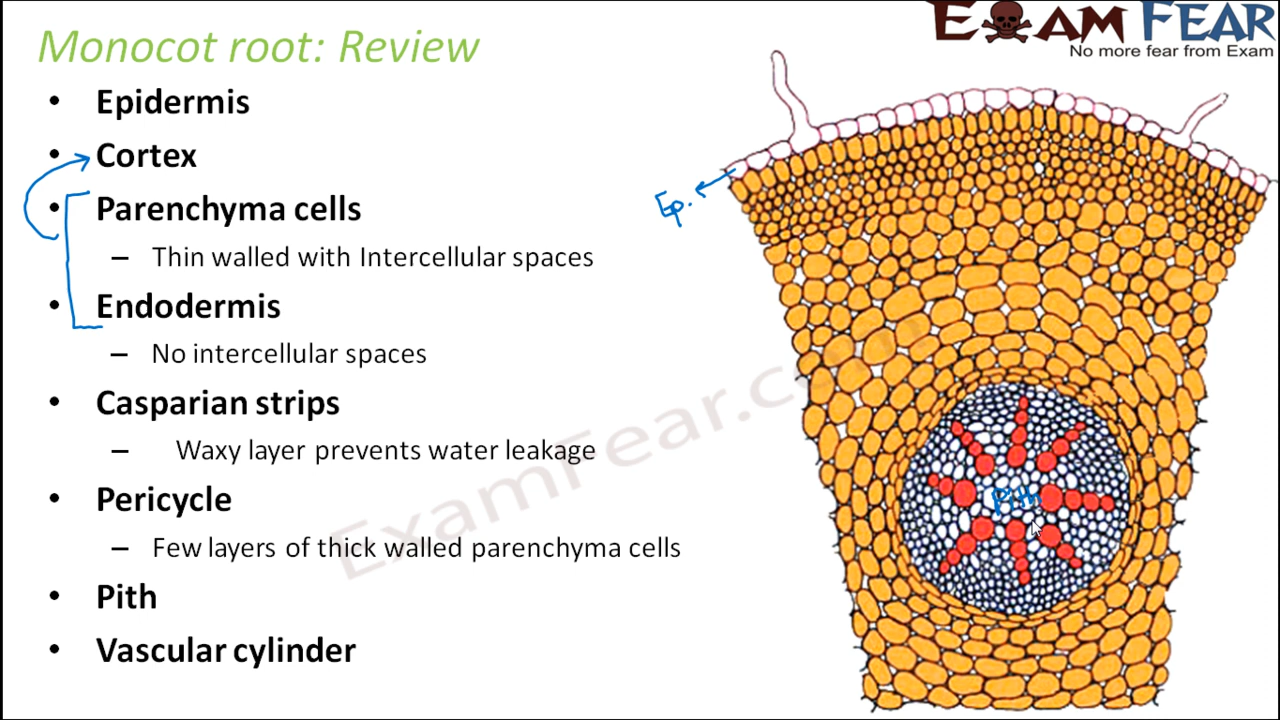 Monocot root: Review
EXAM FEAR
No more fear from Exam
• Epidermis
• Cortex
• Parenchyma cells
– Thin walled with Intercellular spaces
• Endodermis
– No intercellular spaces
• Casparian strips
– Waxy layer prevents water leakage
• Pericycle
– Few layers of thick walled parenchyma cells
• Pith
• Vascular cylinder
Ep.
Pith
ExamFear.com